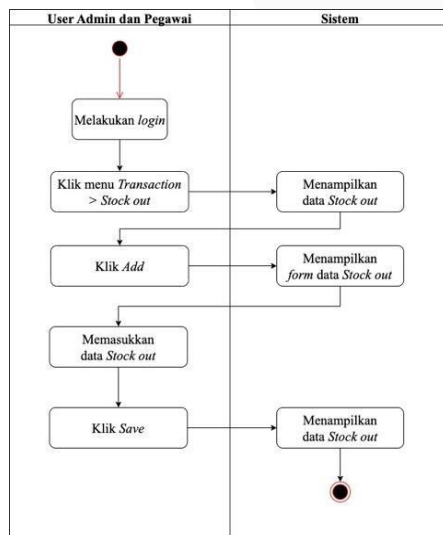 User Admin dan Pegawai
Sistem
Melakukan login
Klik menu Transaction
> Stock out
Menampilkan
data Stock out
Klik Add
Menampilkan
form data Stock out
Memasukkan
data Stock out
Klik Save
Menampilkan
data Stock out